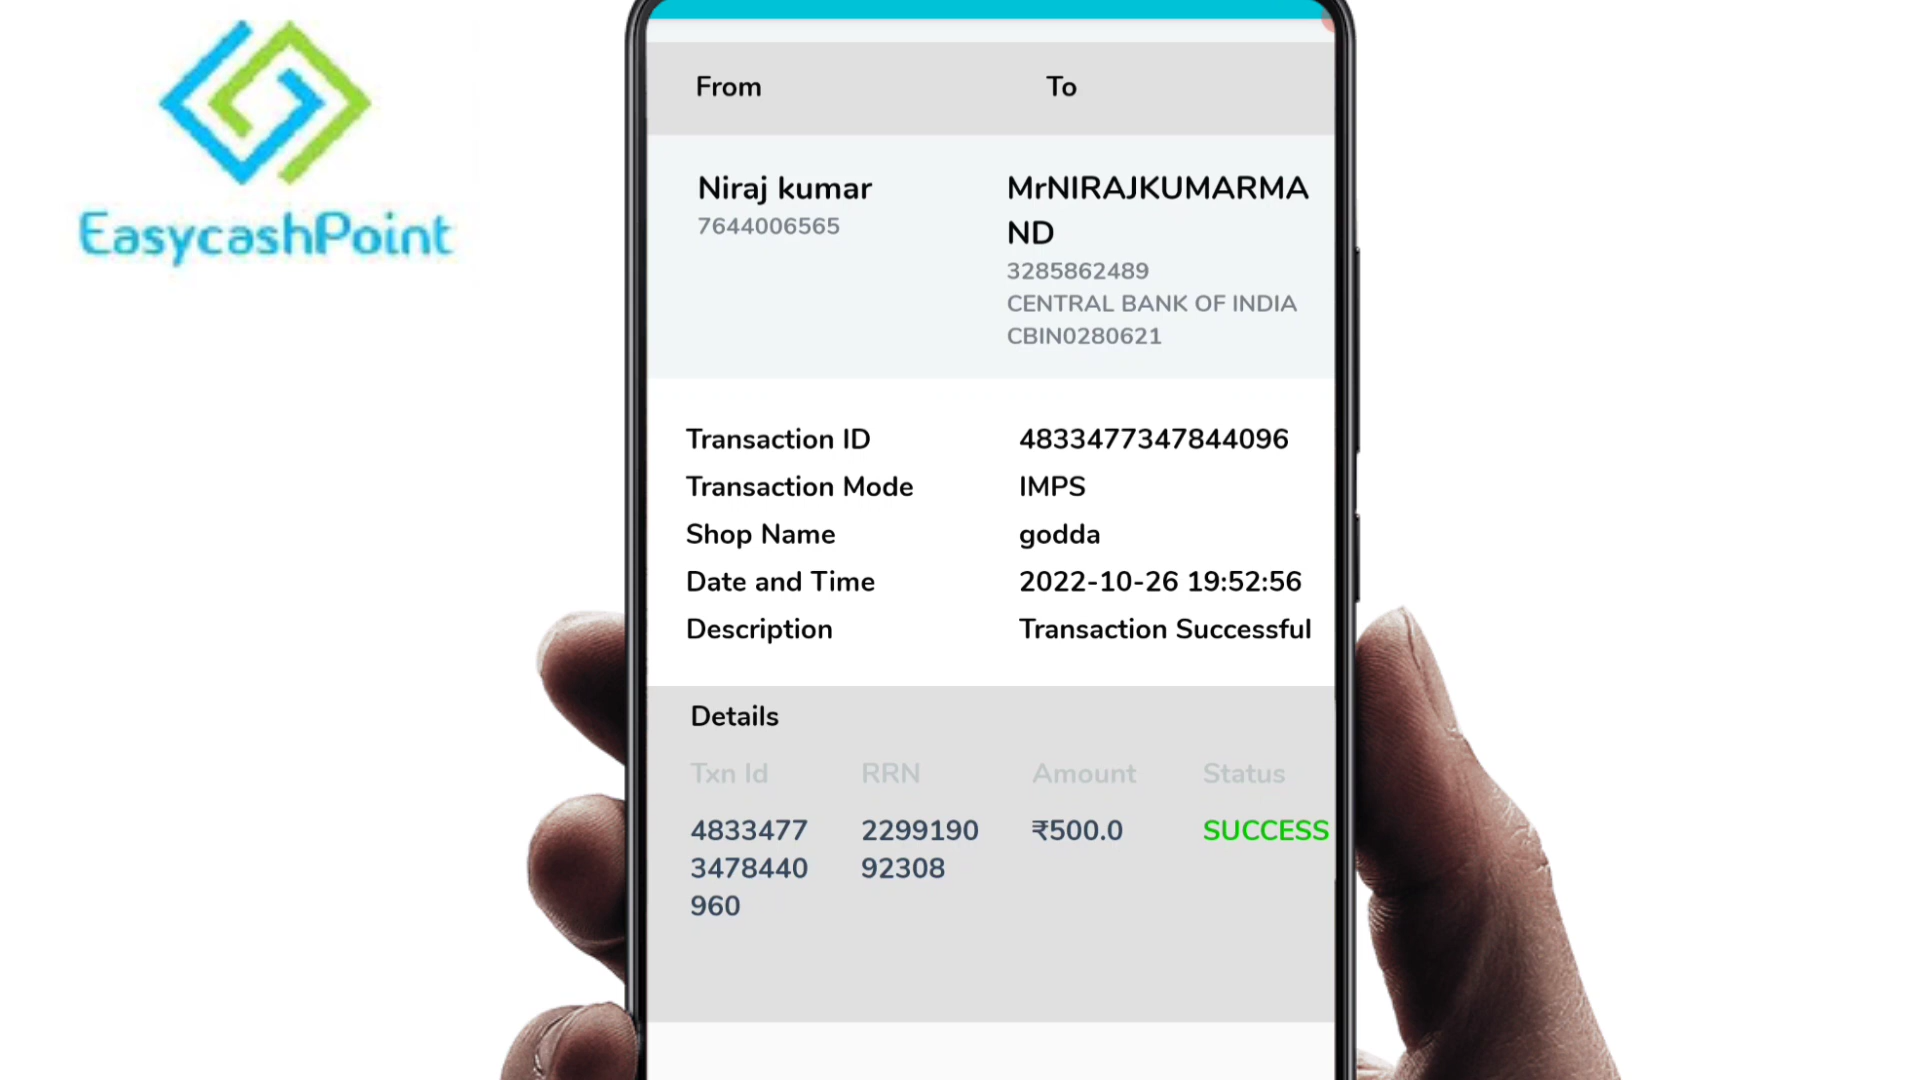 EasycashPoint
From To
Niraj kumar
7644006565
MrNIRAJKUMARMA
ND
3285862489
CENTRAL BANK OF INDIA
CBIN0280621
Transaction ID 4833477347844096
Transaction Mode IMPS
Shop Name godda
Date and Time 2022-10-26 19:52:56
Description Transaction Successful
Details
Txn Id RRN Amount Status
4833477 2299190 ₹500.0 SUCCESS
3478440 92308
960